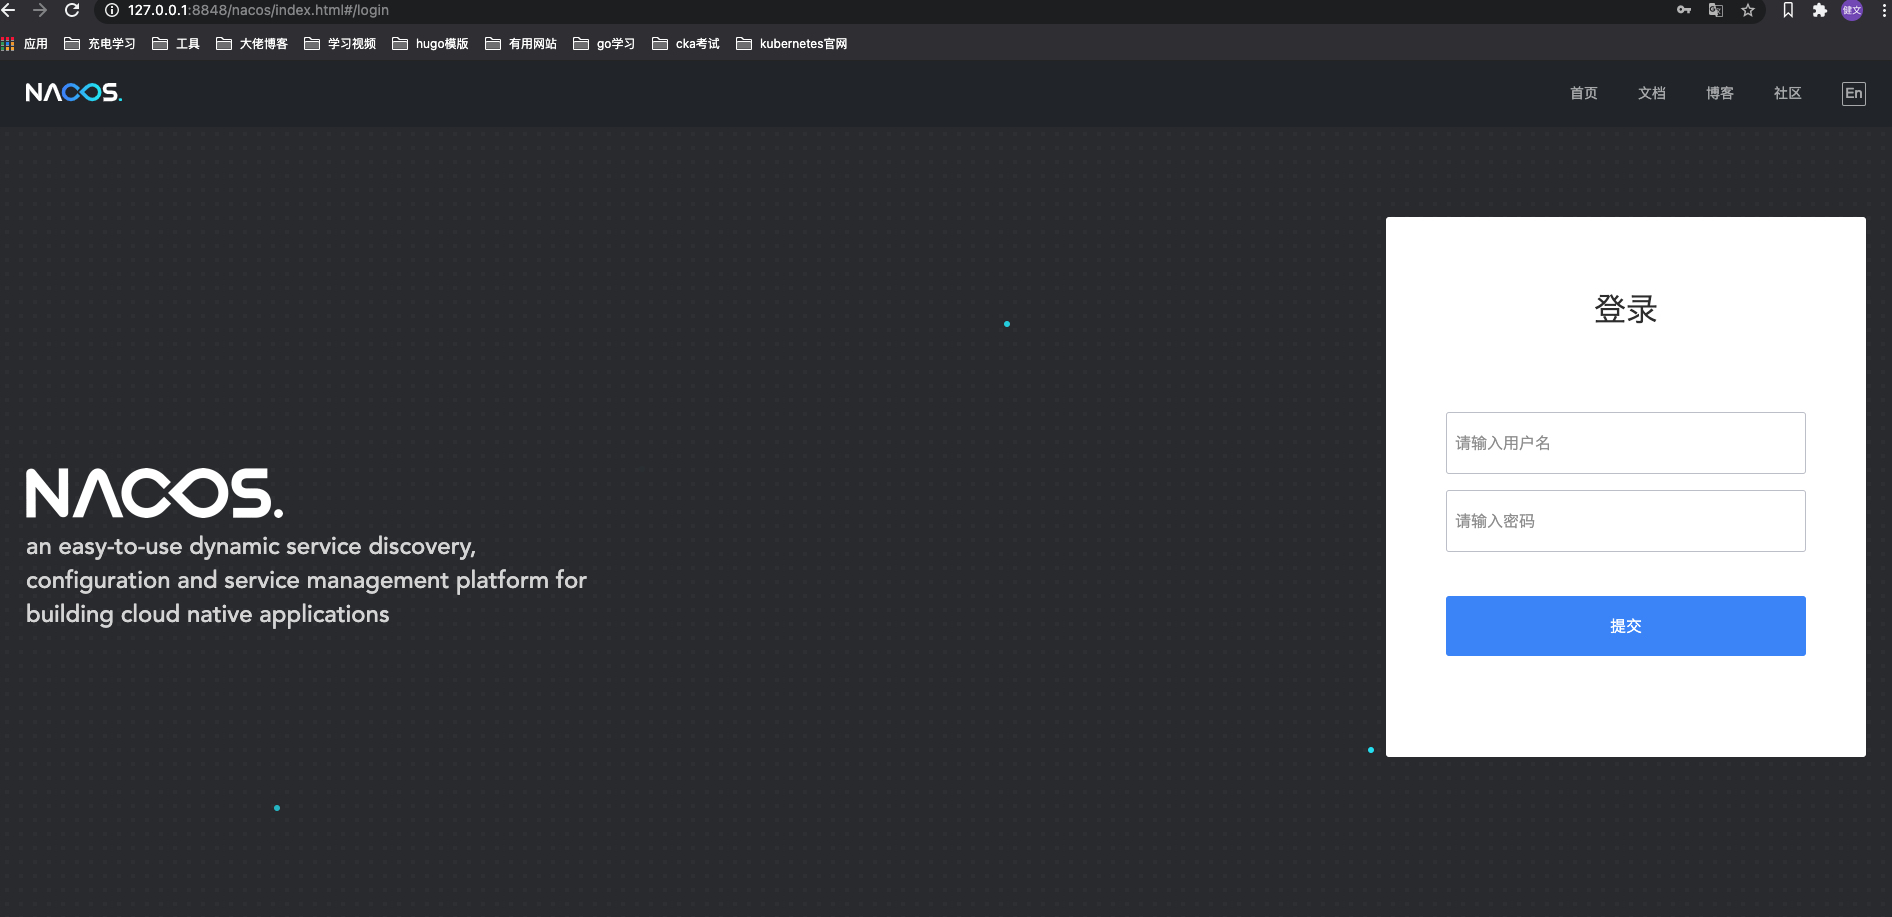 127.0.0.1:8848/nacos/index.html#/login
健文
应用 充电学习 工具 大佬博客 学习视频 hugo模版 有用网站 go学习 cka考试 kubernetes官网
NACOS.
首页 文档 博客 社区 En
登录
请输入用户名
请输入密码
提交
NACOS.
an easy-to-use dynamic service discovery,
configuration and service management platform for
building cloud native applications